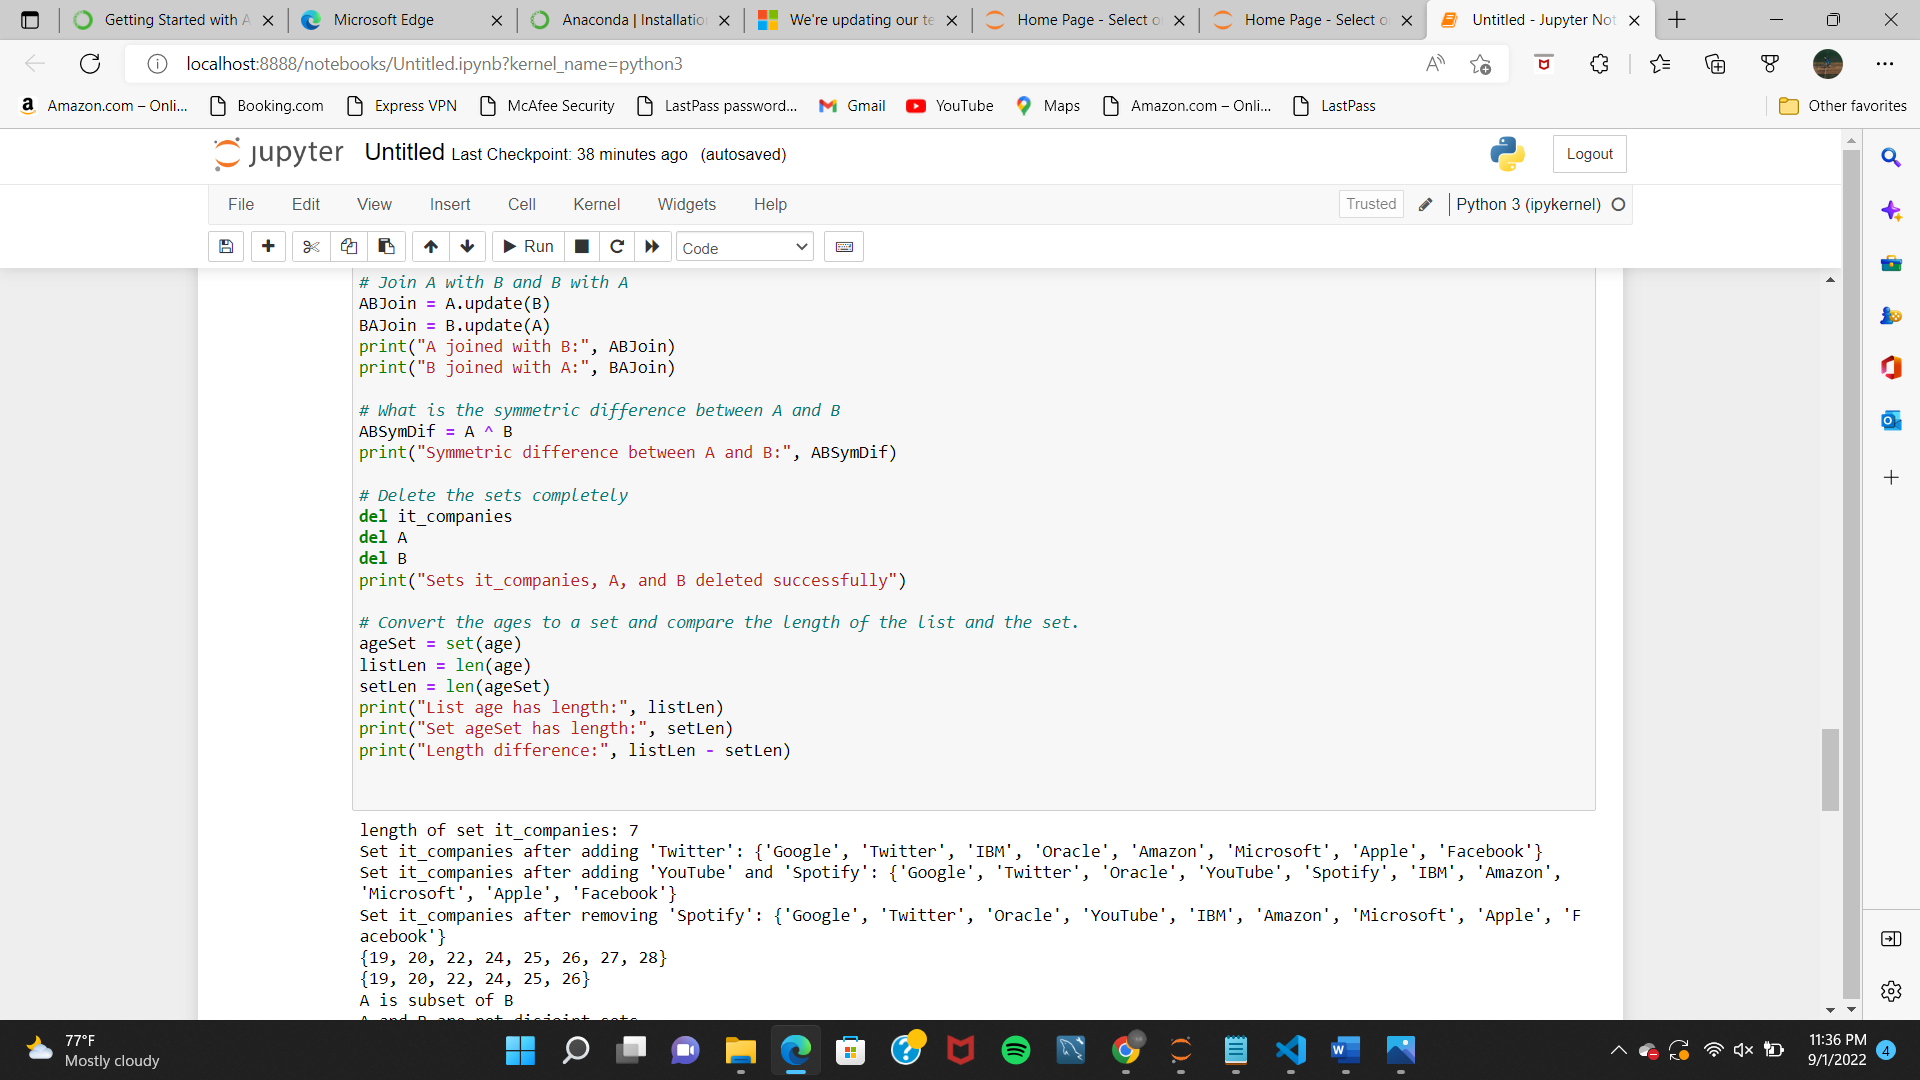 Getting Started with A
Microsoft Edge
Anaconda | Installatio
We're updating our te
Home Page - Select o
Home Page - Select o
Untitled - Jupyter Not
localhost:8888/notebooks/Untitled.ipynb?kernel_name=python3
Amazon.com – Onli...
Booking.com
Express VPN
McAfee Security
LastPass password...
Gmail
YouTube
Maps
Amazon.com – Onli...
LastPass
Other favorites
jupyter
Untitled Last Checkpoint: 38 minutes ago (autosaved)
Logout
File Edit View Insert Cell Kernel Widgets Help
Trusted
Python 3 (ipykernel)
Run
Code
# Join A with B and B with A
ABJoin = A.update(B)
BAJoin = B.update(A)
print("A joined with B:", ABJoin)
print("B joined with A:", BAJoin)
# What is the symmetric difference between A and B
ABSymDif = A ^ B
print("Symmetric difference between A and B:", ABSymDif)
# Delete the sets completely
del it_companies
del A
del B
print("Sets it_companies, A, and B deleted successfully")
# Convert the ages to a set and compare the length of the list and the set.
ageSet = set(age)
listLen = len(age)
setLen = len(ageSet)
print("List age has length:", listLen)
print("Set ageSet has length:", setLen)
print("Length difference:", listLen - setLen)
length of set it_companies: 7
Set it_companies after adding 'Twitter': {'Google', 'Twitter', 'IBM', 'Oracle', 'Amazon', 'Microsoft', 'Apple', 'Facebook'}
Set it_companies after adding 'YouTube' and 'Spotify': {'Google', 'Twitter', 'Oracle', 'YouTube', 'Spotify', 'IBM', 'Amazon',
'Microsoft', 'Apple', 'Facebook'}
Set it_companies after removing 'Spotify': {'Google', 'Twitter', 'Oracle', 'YouTube', 'IBM', 'Amazon', 'Microsoft', 'Apple', 'F
acebook'}
{19, 20, 22, 24, 25, 26, 27, 28}
{19, 20, 22, 24, 25, 26}
A is subset of B
A and B are not disjoint sets
77°F
Mostly cloudy
11:36 PM
9/1/2022
4